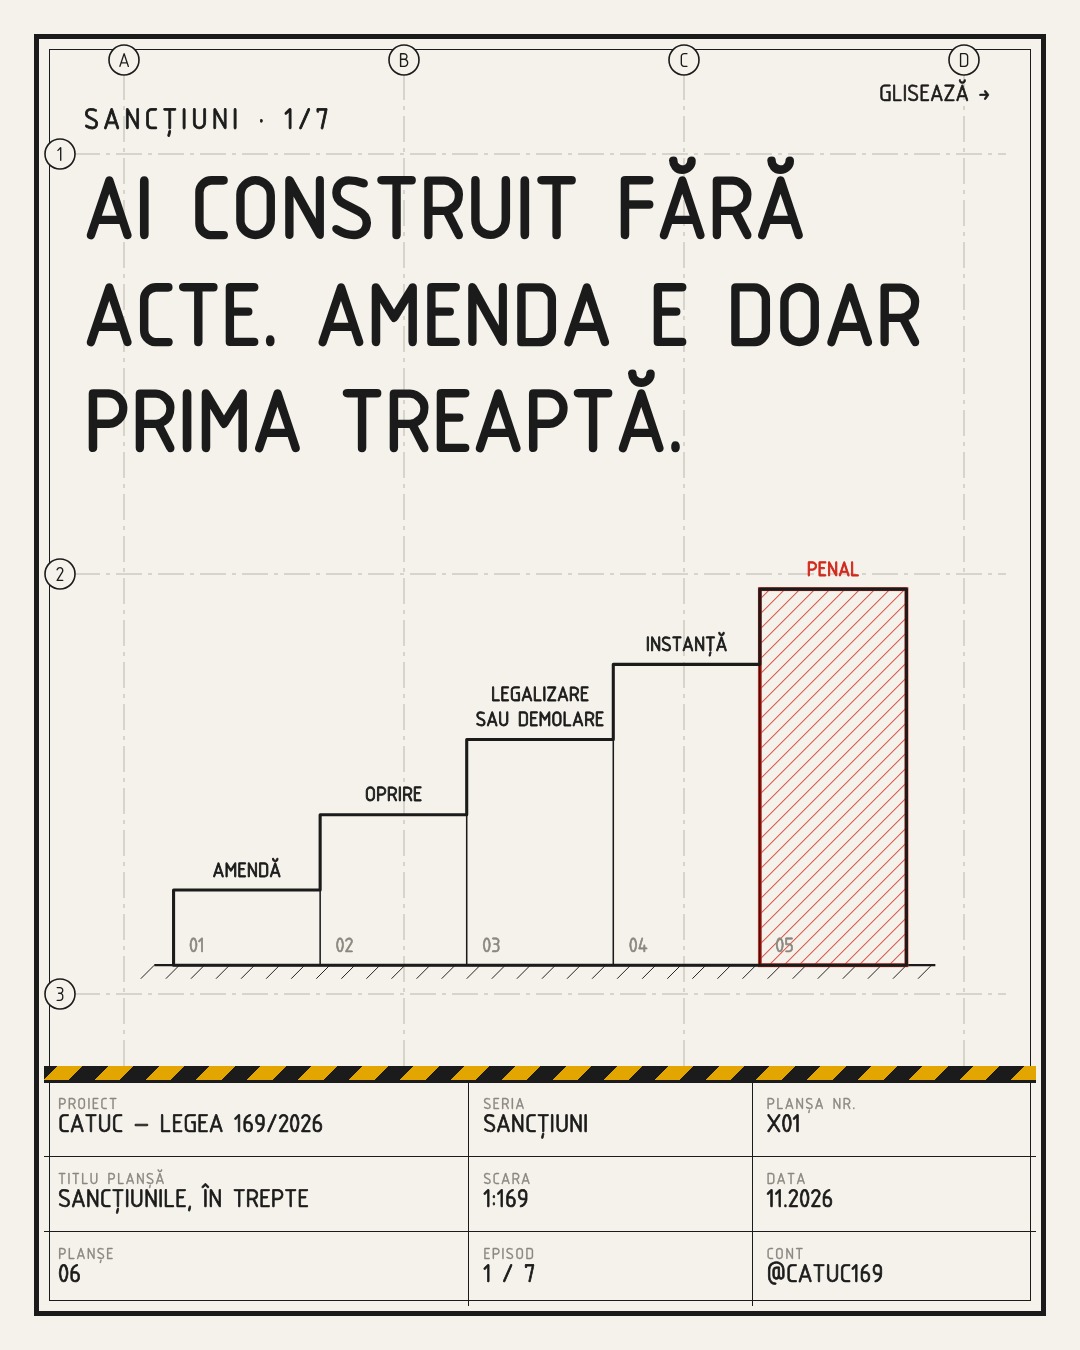 A
B
C
D
GLISEAZĂ →
SANCȚIUNI · 1/7
1
AI CONSTRUIT FĂRĂ
ACTE. AMENDA E DOAR
PRIMA TREAPTĂ.
2
PENAL
INSTANȚĂ
LEGALIZARE
SAU DEMOLARE
OPRIRE
AMENDĂ
01
02
03
04
05
3
PROIECT
CATUC — LEGEA 169/2026
SERIA
SANCȚIUNI
PLANȘA NR.
X01
TITLU PLANȘĂ
SANCȚIUNILE, ÎN TREPTE
SCARA
1:169
DATA
11.2026
PLANȘE
06
EPISOD
1 / 7
CONT
@CATUC169